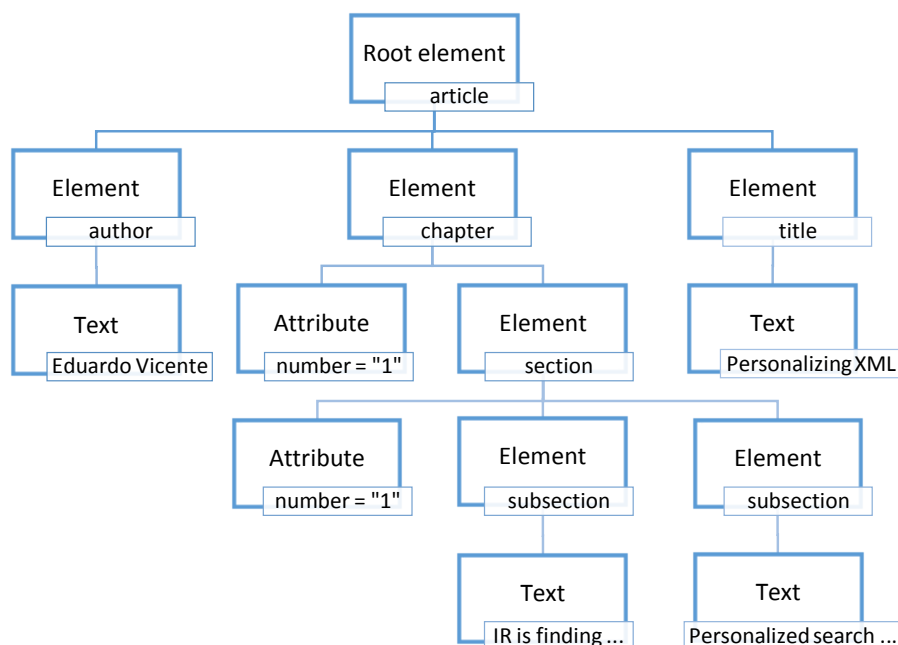 Root element
article
Element
author
Element
chapter
Element
title
Text
Eduardo Vicente
Attribute
number = "1"
Element
section
Text
Personalizing XML
Attribute
number = "1"
Element
subsection
Element
subsection
Text
IR is finding ...
Text
Personalized search ...